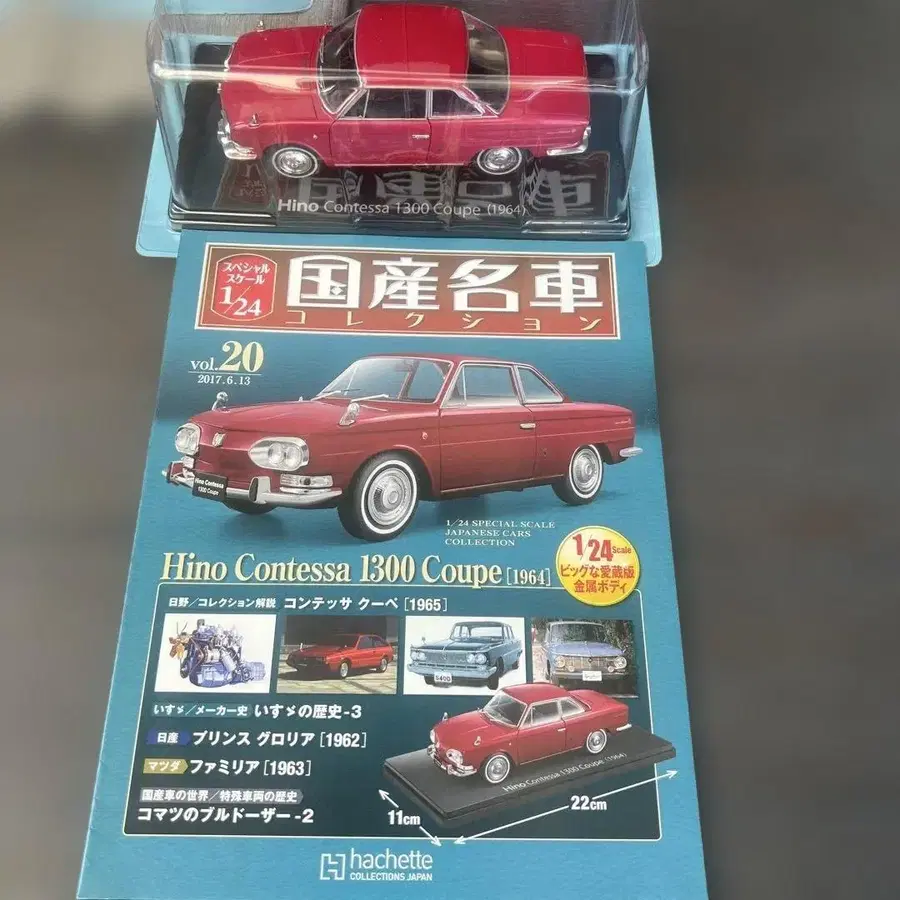 Hino Contessa 1300 Coupe (1964)
スペシャル
スケール
1/24
国産名車
コレクション
vol.20
2017.6.13
Hino Contessa
1300 Coupe
1/24 SPECIAL SCALE
JAPANESE CARS
COLLECTION
Hino Contessa 1300 Coupe [1964]
1/24 Scale
ビッグな愛蔵版
金属ボディ
日野/コレクション解説 コンテッサ クーペ [1965]
いすゞ/メーカー史 いすゞの歴史-3
日産 プリンス グロリア [1962]
マツダ ファミリア [1963]
国産車の世界/特殊車両の歴史
コマツのブルドーザー-2
Hino Contessa 1300 Coupe (1964)
11cm
22cm
hachette
COLLECTIONS JAPAN